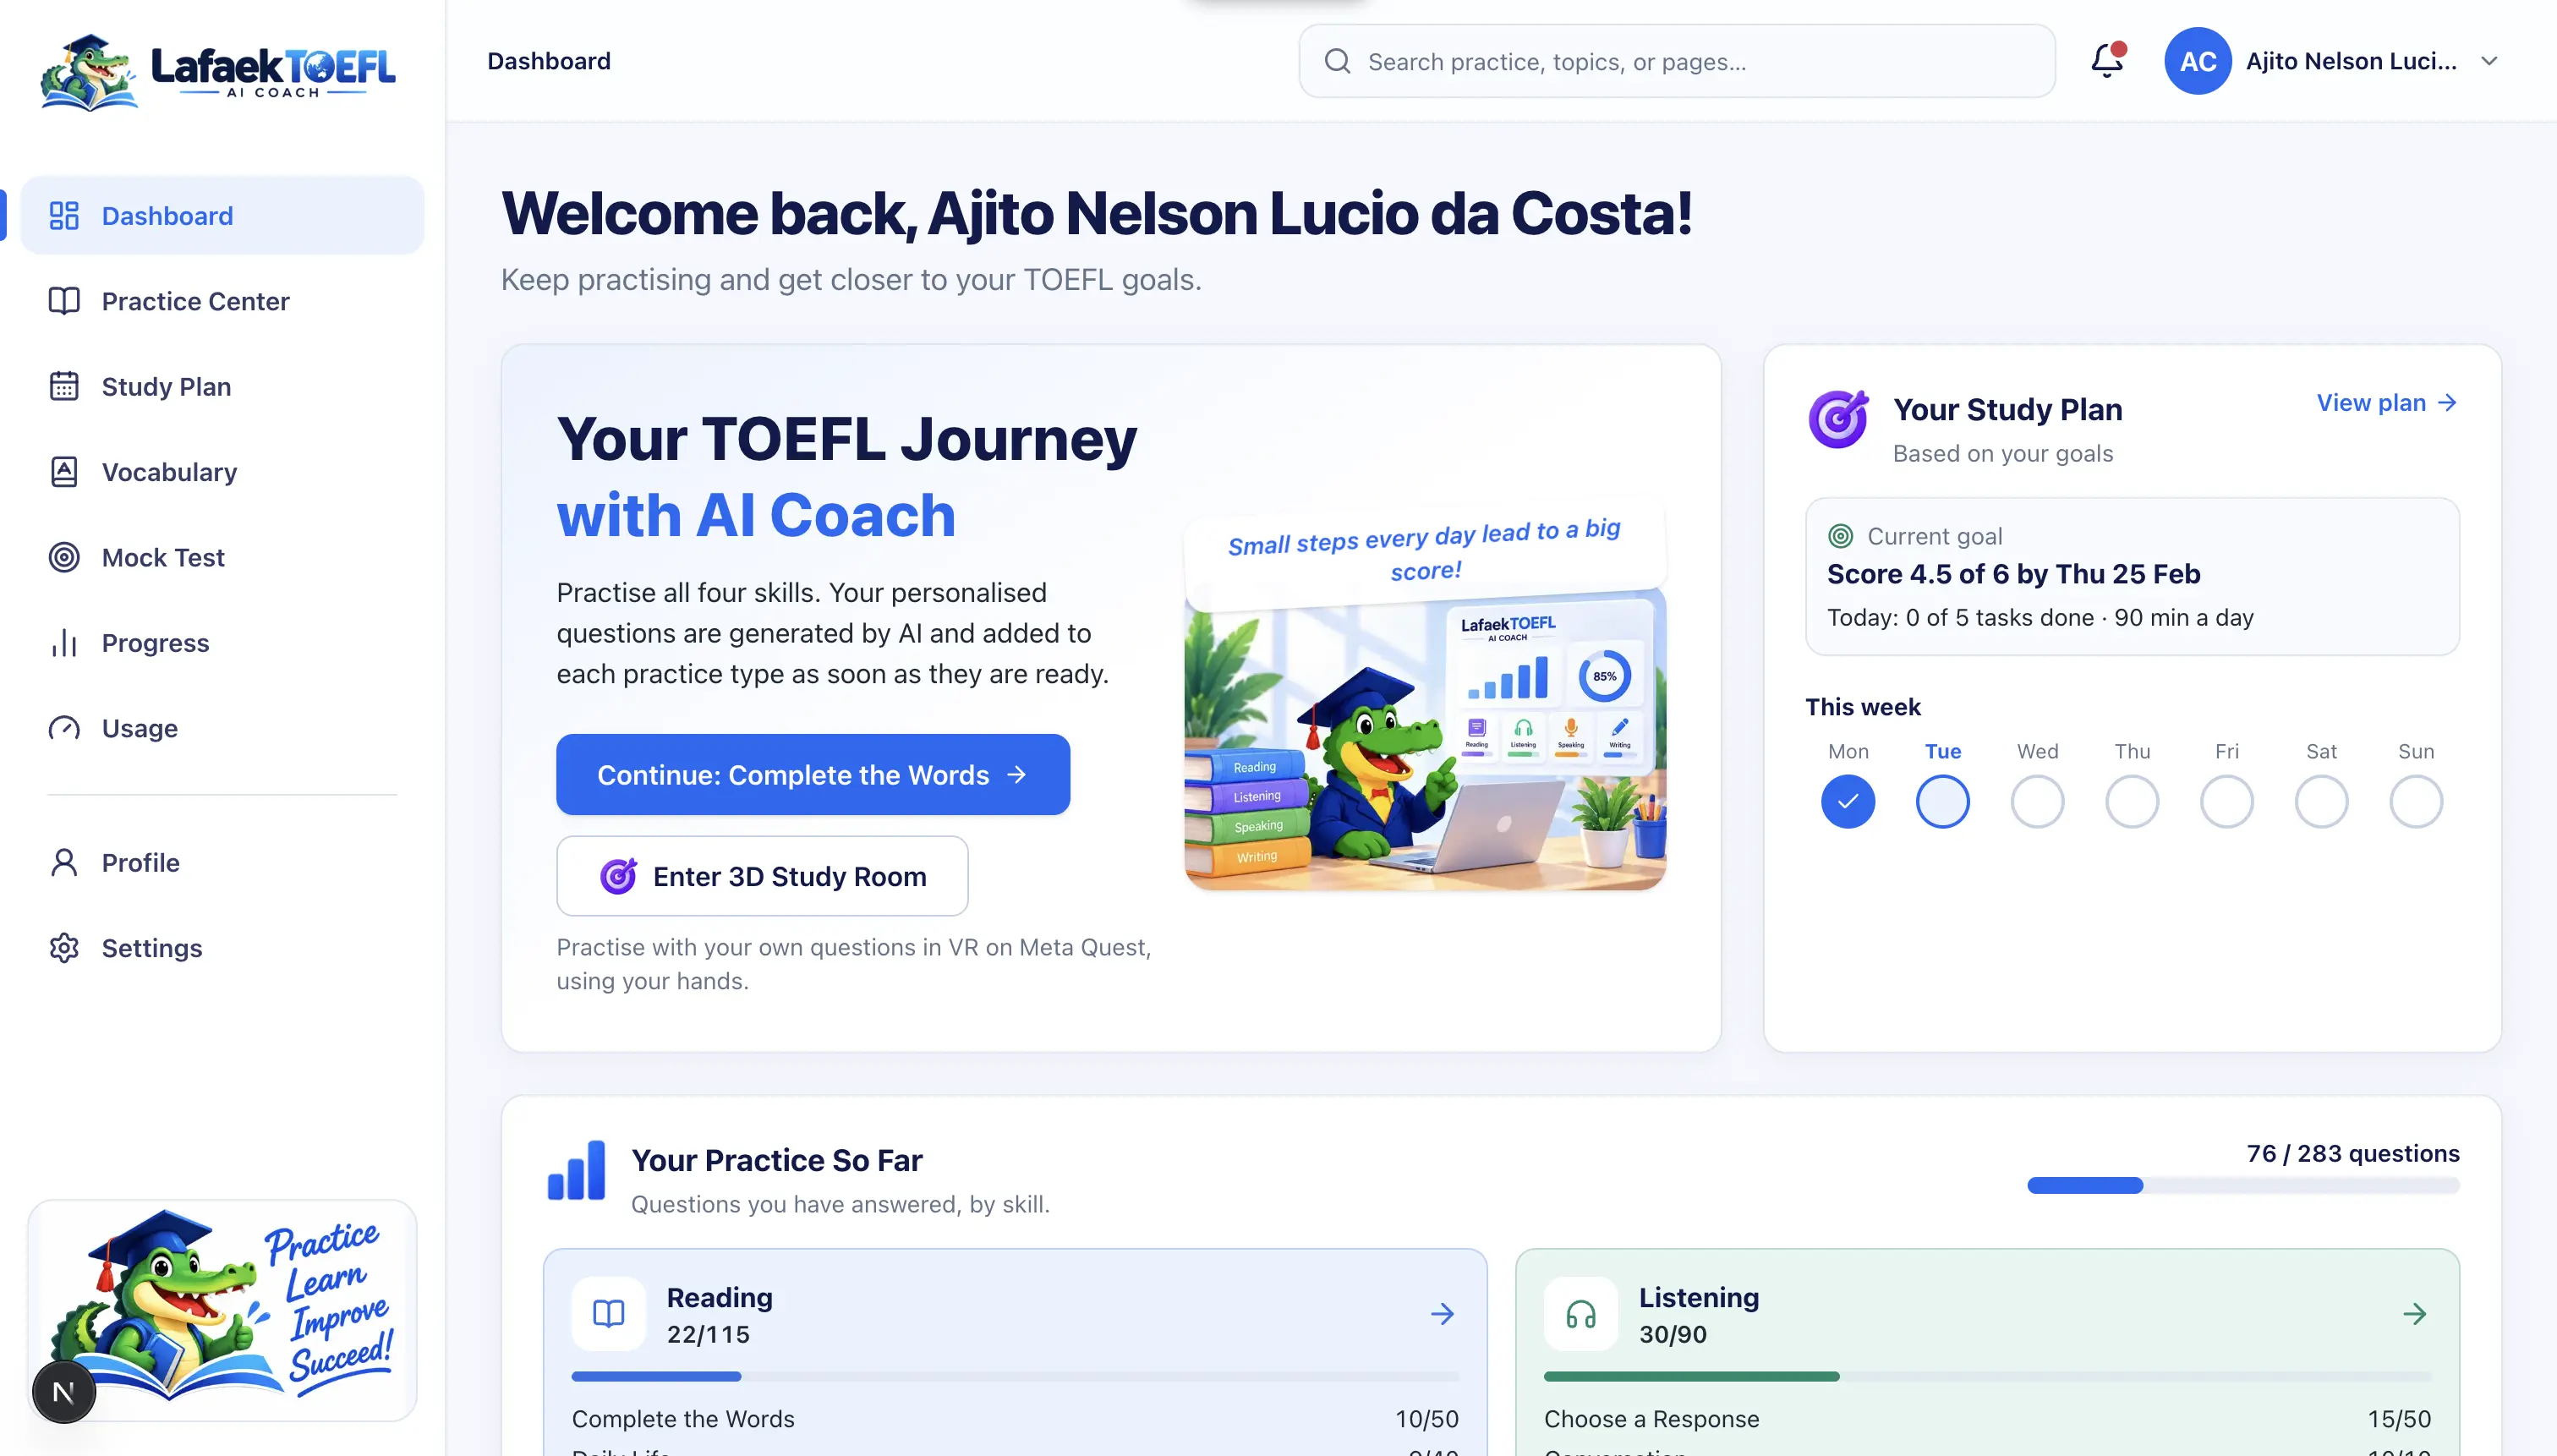 LafaekTOEFL
AI COACH
Dashboard
Search practice, topics, or pages...
AC
Ajito Nelson Luci...
Dashboard
Practice Center
Study Plan
Vocabulary
Mock Test
Progress
Usage
Profile
Settings
Practice
Learn
Improve
Succeed!
N
Welcome back, Ajito Nelson Lucio da Costa!
Keep practising and get closer to your TOEFL goals.
Your TOEFL Journey
with AI Coach
Practise all four skills. Your personalised
questions are generated by AI and added to
each practice type as soon as they are ready.
Continue: Complete the Words
Enter 3D Study Room
Practise with your own questions in VR on Meta Quest,
using your hands.
Small steps every day lead to a big
score!
LafaekTOEFL
AI COACH
85%
Reading Listening Speaking Writing
Reading
Listening
Speaking
Writing
Your Study Plan
View plan
Based on your goals
Current goal
Score 4.5 of 6 by Thu 25 Feb
Today: 0 of 5 tasks done · 90 min a day
This week
Mon Tue Wed Thu Fri Sat Sun
Your Practice So Far
Questions you have answered, by skill.
76 / 283 questions
Reading
22/115
Complete the Words 10/50
Listening
30/90
Choose a Response 15/50